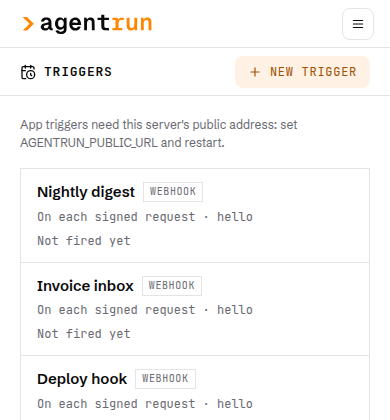 agentrun
TRIGGERS
+ NEW TRIGGER
App triggers need this server's public address: set
AGENTRUN_PUBLIC_URL and restart.
Nightly digest WEBHOOK
On each signed request · hello
Not fired yet
Invoice inbox WEBHOOK
On each signed request · hello
Not fired yet
Deploy hook WEBHOOK
On each signed request · hello